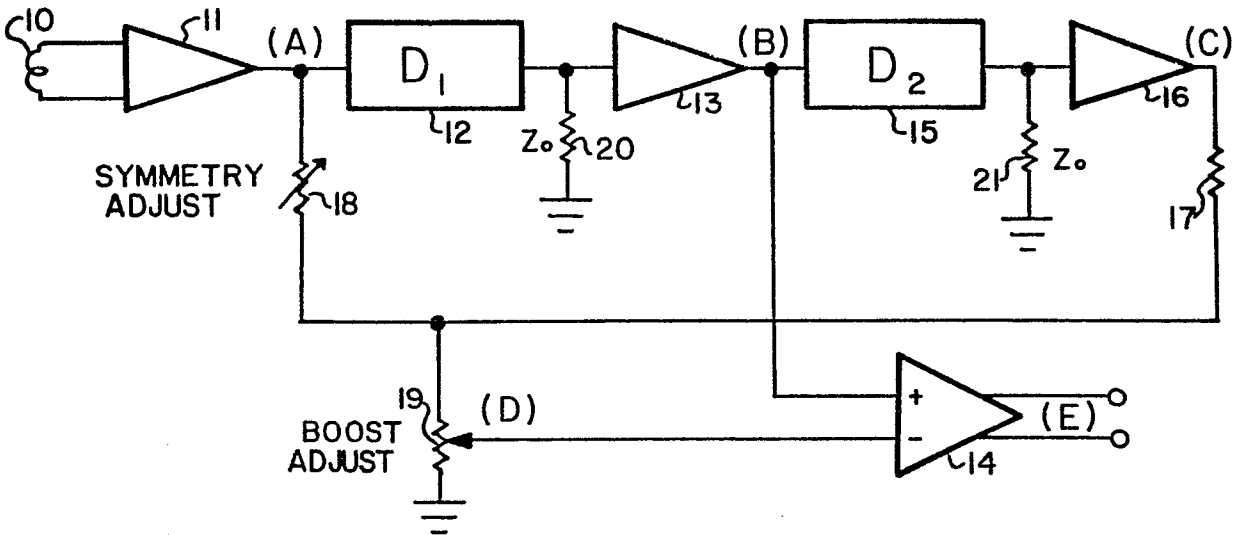 10
11
(A)
D1
12
13
(B)
D2
15
16
(C)
Zo
20
21
Zo
17
SYMMETRY
ADJUST
18
19
(D)
BOOST
ADJUST
+
-
14
(E)